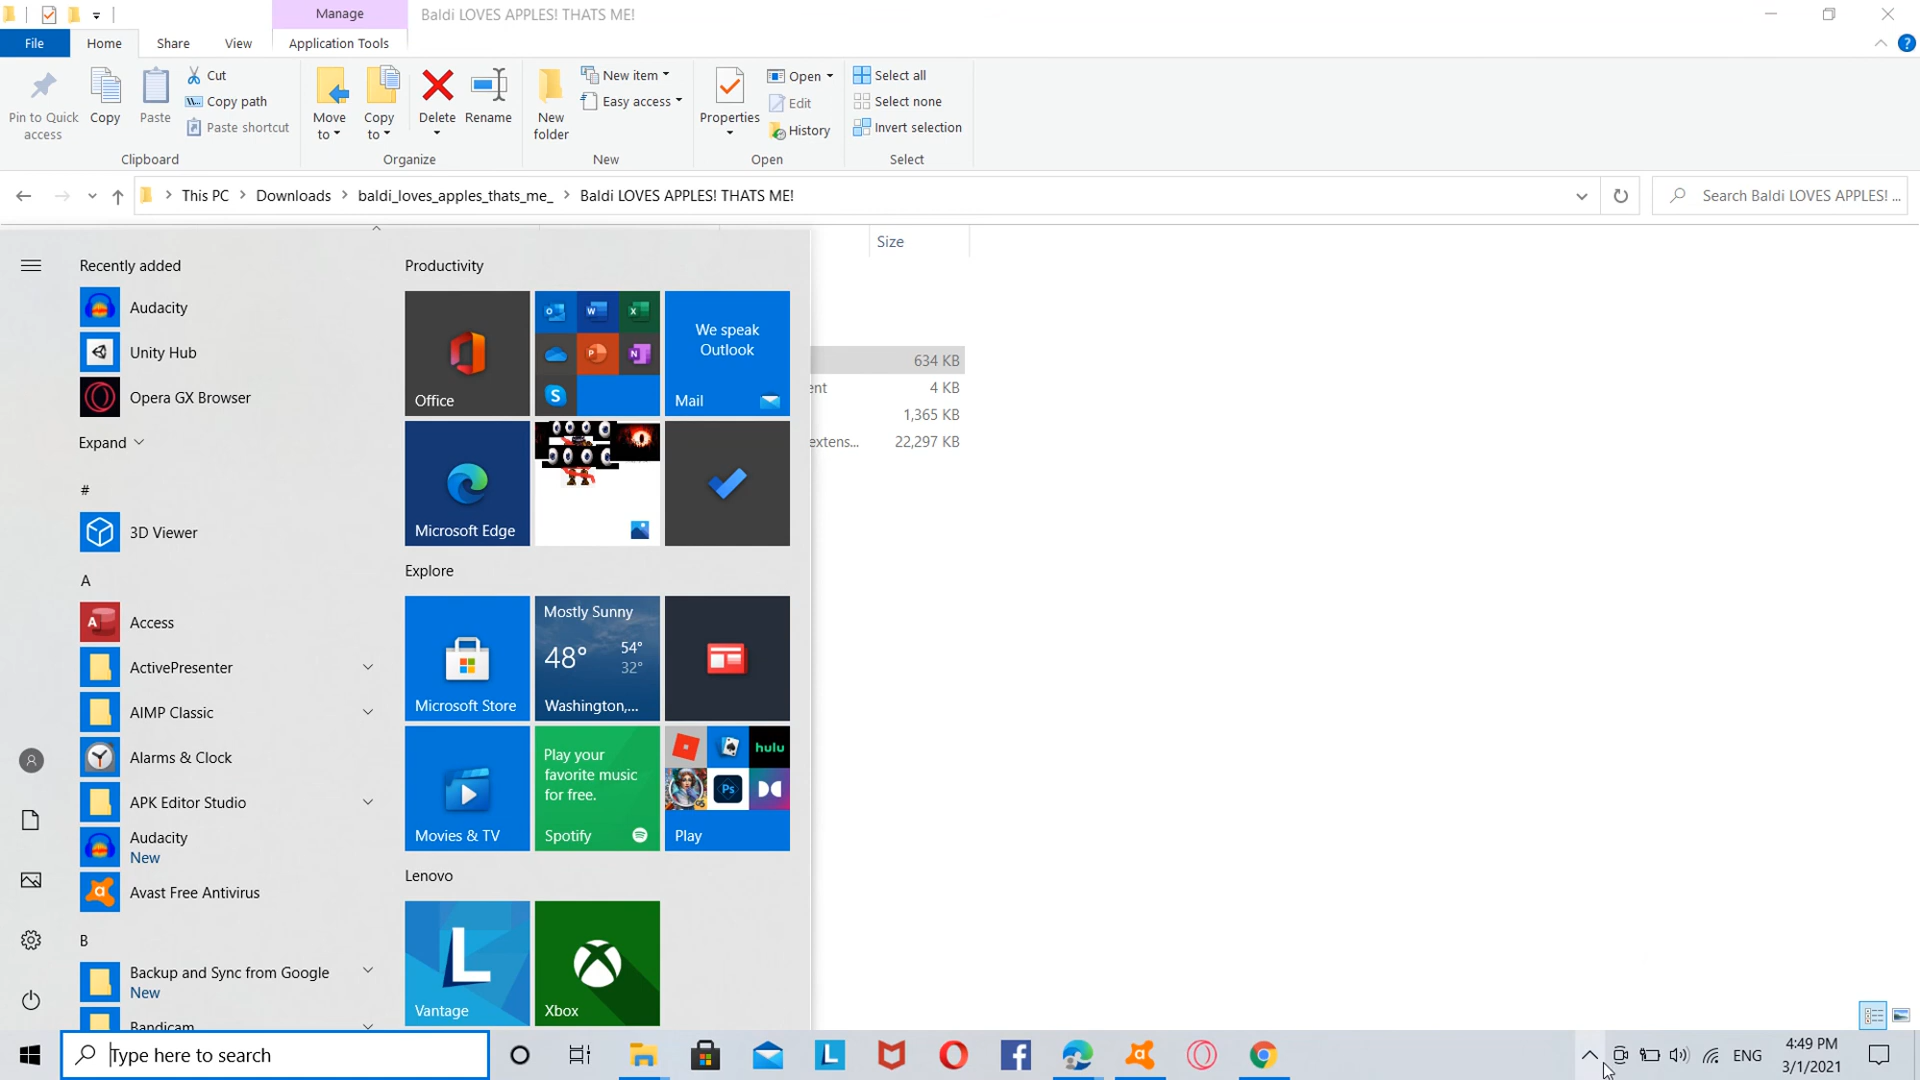 Manage
Baldi LOVES APPLES! THATS ME!
File
Home
Share
View
Application Tools
Pin to Quick access
Copy
Paste
Cut
Copy path
Paste shortcut
Clipboard
Move to
Copy to
Delete
Rename
Organize
New folder
New item
Easy access
New
Properties
Open
Edit
History
Open
Select all
Select none
Invert selection
Select
This PC
Downloads
baldi_loves_apples_thats_me_
Baldi LOVES APPLES! THATS ME!
Search Baldi LOVES APPLES! ...
Size
634 KB
ent
4 KB
1,365 KB
extens...
22,297 KB
Recently added
Audacity
Unity Hub
Opera GX Browser
Expand
#
3D Viewer
A
Access
ActivePresenter
AIMP Classic
Alarms & Clock
APK Editor Studio
Audacity
New
Avast Free Antivirus
B
Backup and Sync from Google
New
Bandicam
Productivity
Office
We speak
Outlook
Mail
Microsoft Edge
Explore
Microsoft Store
Mostly Sunny
48°
54°
32°
Washington,...
Movies & TV
Play your
favorite music
for free.
Spotify
hulu
Ps
Play
Lenovo
L
Vantage
Xbox
Type here to search
L
ENG
4:49 PM
3/1/2021